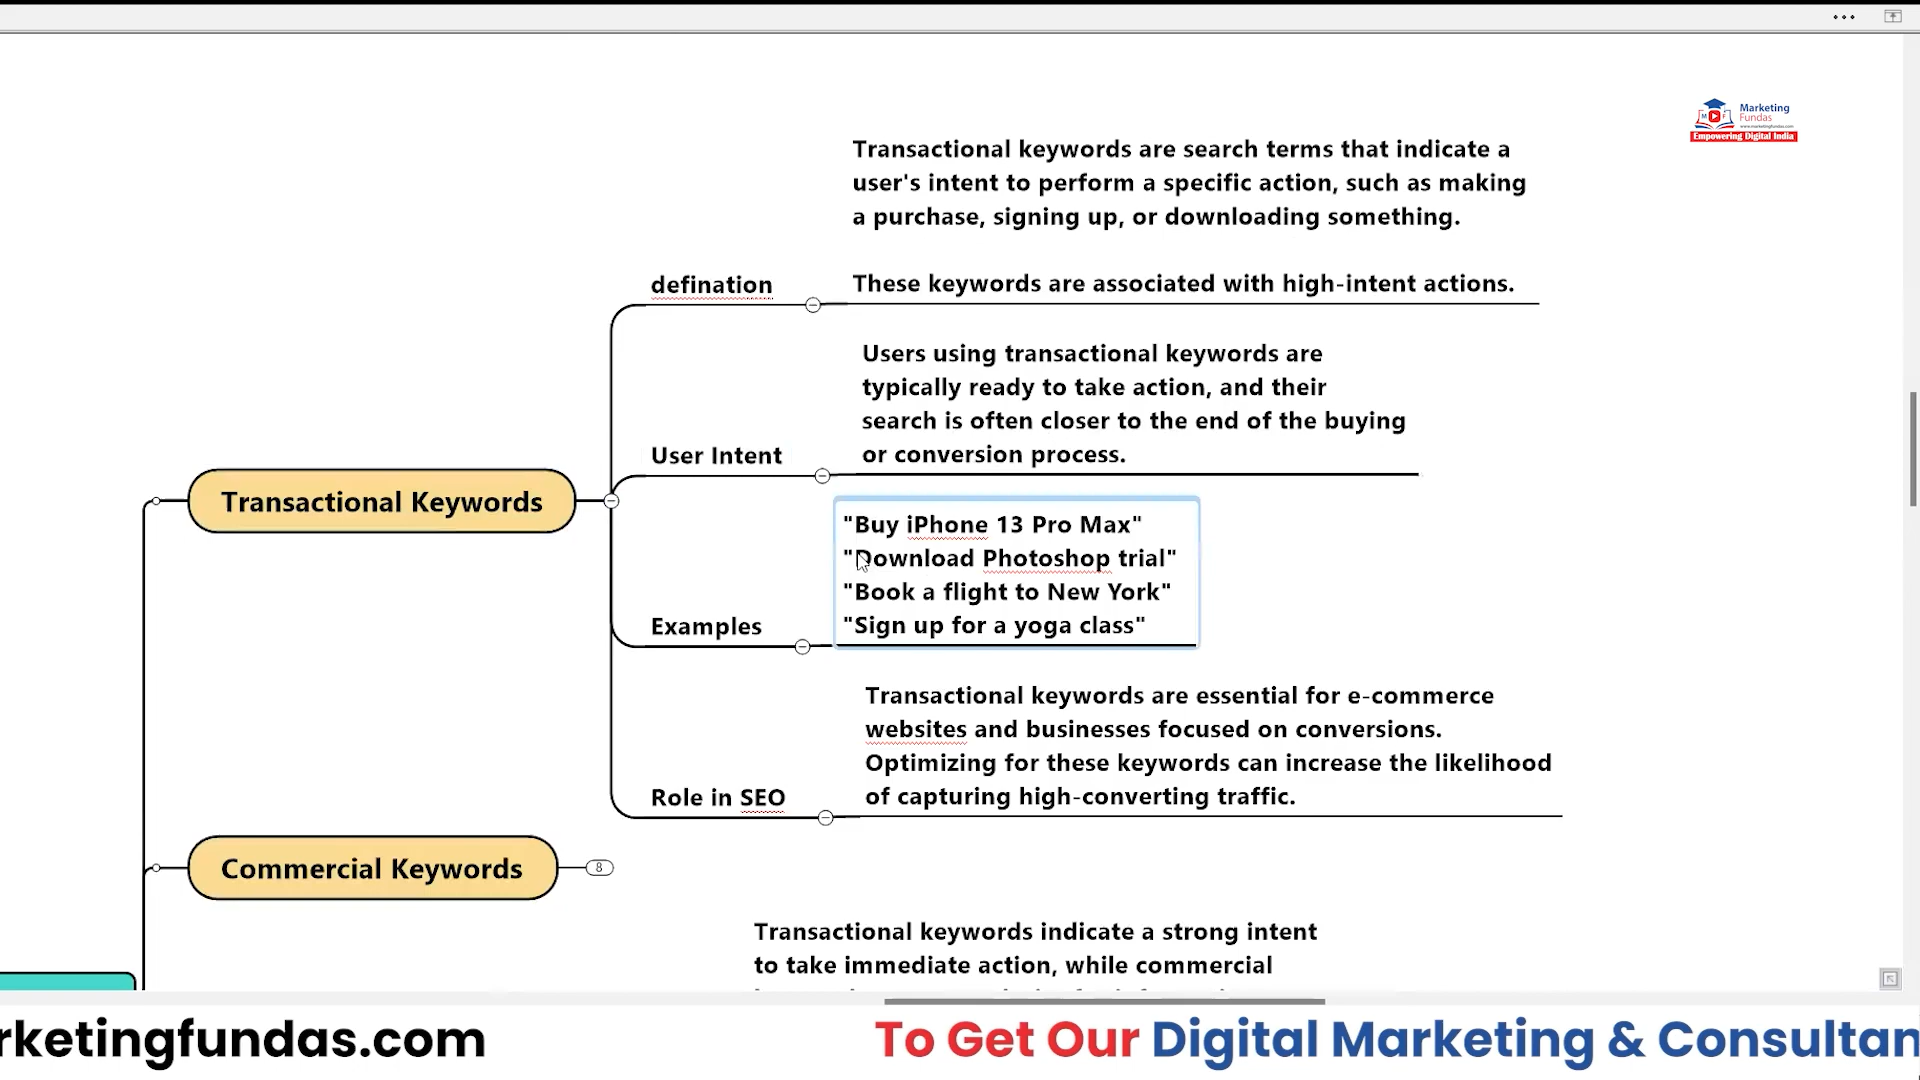 Marketing
Fundas
www.marketingfundas.com
Empowering Digital India
Transactional keywords are search terms that indicate a
user's intent to perform a specific action, such as making
a purchase, signing up, or downloading something.
defination
These keywords are associated with high-intent actions.
Users using transactional keywords are
typically ready to take action, and their
search is often closer to the end of the buying
or conversion process.
User Intent
Transactional Keywords
"Buy iPhone 13 Pro Max"
"Download Photoshop trial"
"Book a flight to New York"
"Sign up for a yoga class"
Examples
Transactional keywords are essential for e-commerce
websites and businesses focused on conversions.
Optimizing for these keywords can increase the likelihood
of capturing high-converting traffic.
Role in SEO
Commercial Keywords
8
Transactional keywords indicate a strong intent
to take immediate action, while commercial
rketingfundas.com
To Get Our Digital Marketing & Consultan